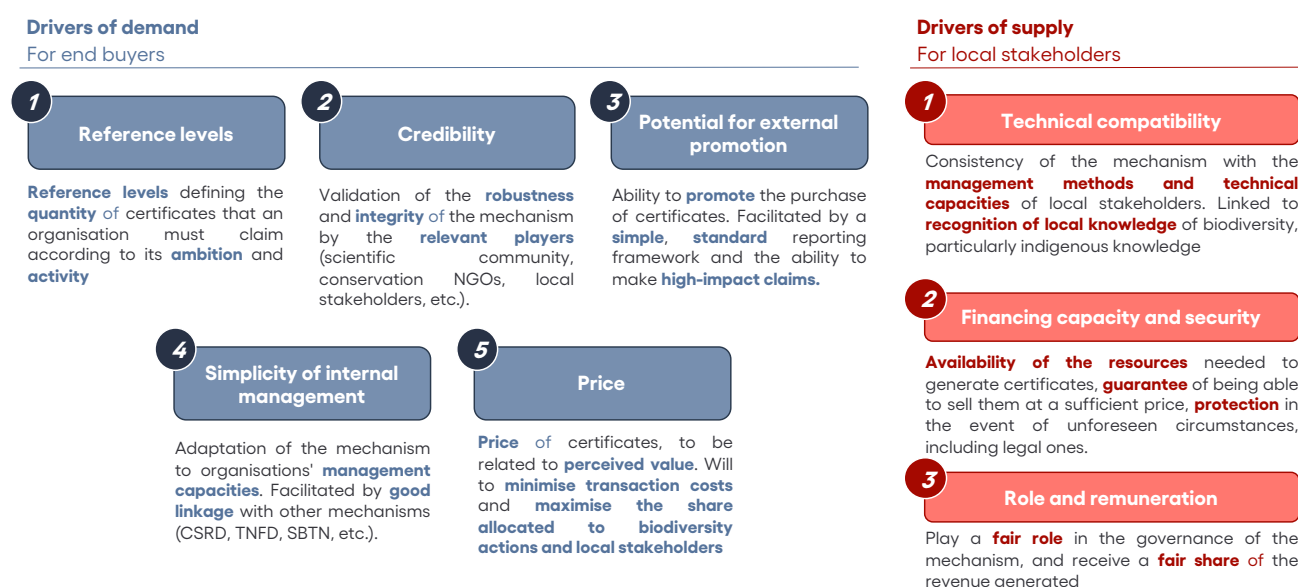 Drivers of demand
For end buyers
1
Reference levels
Reference levels defining the
quantity of certificates that an
organisation must claim
according to its ambition and
activity
2
Credibility
Validation of the robustness
and integrity of the mechanism
by the relevant players
(scientific community,
conservation NGOs, local
stakeholders, etc.).
3
Potential for external
promotion
Ability to promote the purchase
of certificates. Facilitated by a
simple, standard reporting
framework and the ability to
make high-impact claims.
4
Simplicity of internal
management
Adaptation of the mechanism
to organisations' management
capacities. Facilitated by good
linkage with other mechanisms
(CSRD, TNFD, SBTN, etc.).
5
Price
Price of certificates, to be
related to perceived value. Will
to minimise transaction costs
and maximise the share
allocated to biodiversity
actions and local stakeholders
Drivers of supply
For local stakeholders
1
Technical compatibility
Consistency of the mechanism with the
management methods and technical
capacities of local stakeholders. Linked to
recognition of local knowledge of biodiversity,
particularly indigenous knowledge
2
Financing capacity and security
Availability of the resources needed to
generate certificates, guarantee of being able
to sell them at a sufficient price, protection in
the event of unforeseen circumstances,
including legal ones.
3
Role and remuneration
Play a fair role in the governance of the
mechanism, and receive a fair share of the
revenue generated